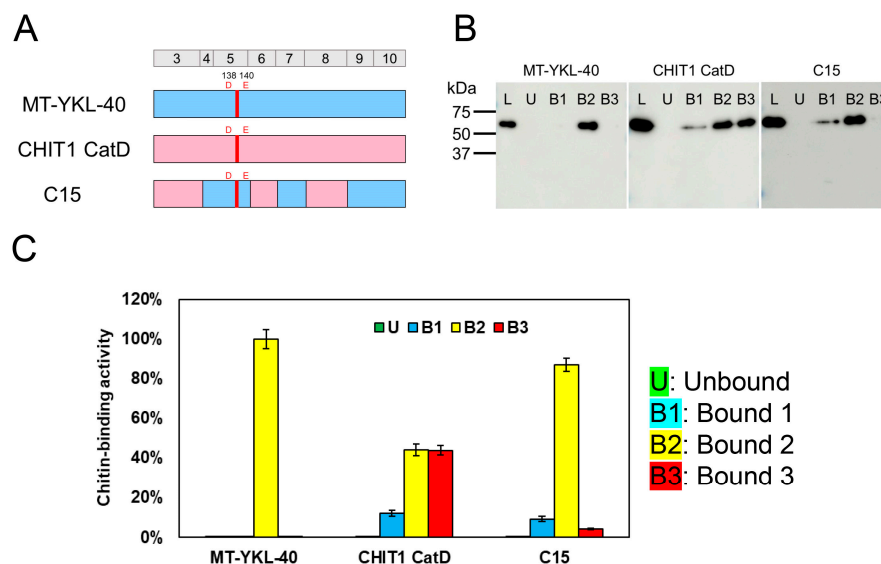 A
3 4 5 6 7 8 9 10
138 140
D E
MT-YKL-40
D E
CHIT1 CatD
D E
C15
B
MT-YKL-40 CHIT1 CatD C15
kDa
L U B1 B2 B3 L U B1 B2 B3 L U B1 B2 B3
75
50
37
C
120%
100%
80%
60%
40%
20%
0%
Chitin-binding activity
U B1 B2 B3
MT-YKL-40 CHIT1 CatD C15
U: Unbound
B1: Bound 1
B2: Bound 2
B3: Bound 3